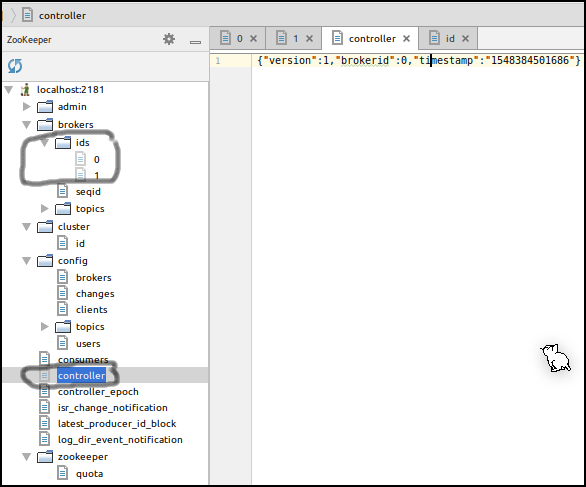 controller
ZooKeeper
0
1
controller
id
localhost:2181
admin
brokers
ids
0
1
seqid
topics
cluster
id
config
brokers
changes
clients
topics
users
consumers
controller
controller_epoch
isr_change_notification
latest_producer_id_block
log_dir_event_notification
zookeeper
quota
1
{"version":1,"brokerid":0,"timestamp":"1548384501686"}